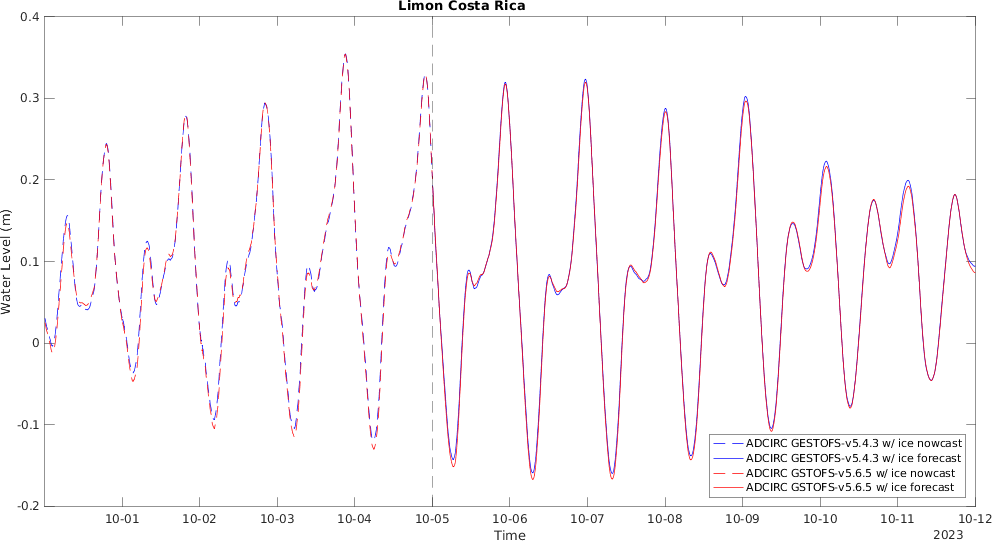 Limon Costa Rica
0.4
0.3
0.2
0.1
0
-0.1
-0.2
Water Level (m)
ADCIRC GESTOFS-v5.4.3 w/ ice nowcast
ADCIRC GESTOFS-v5.4.3 w/ ice forecast
ADCIRC GSTOFS-v5.6.5 w/ ice nowcast
ADCIRC GSTOFS-v5.6.5 w/ ice forecast
10-01 10-02 10-03 10-04 10-05 10-06 10-07 10-08 10-09 10-10 10-11 10-12
Time
2023